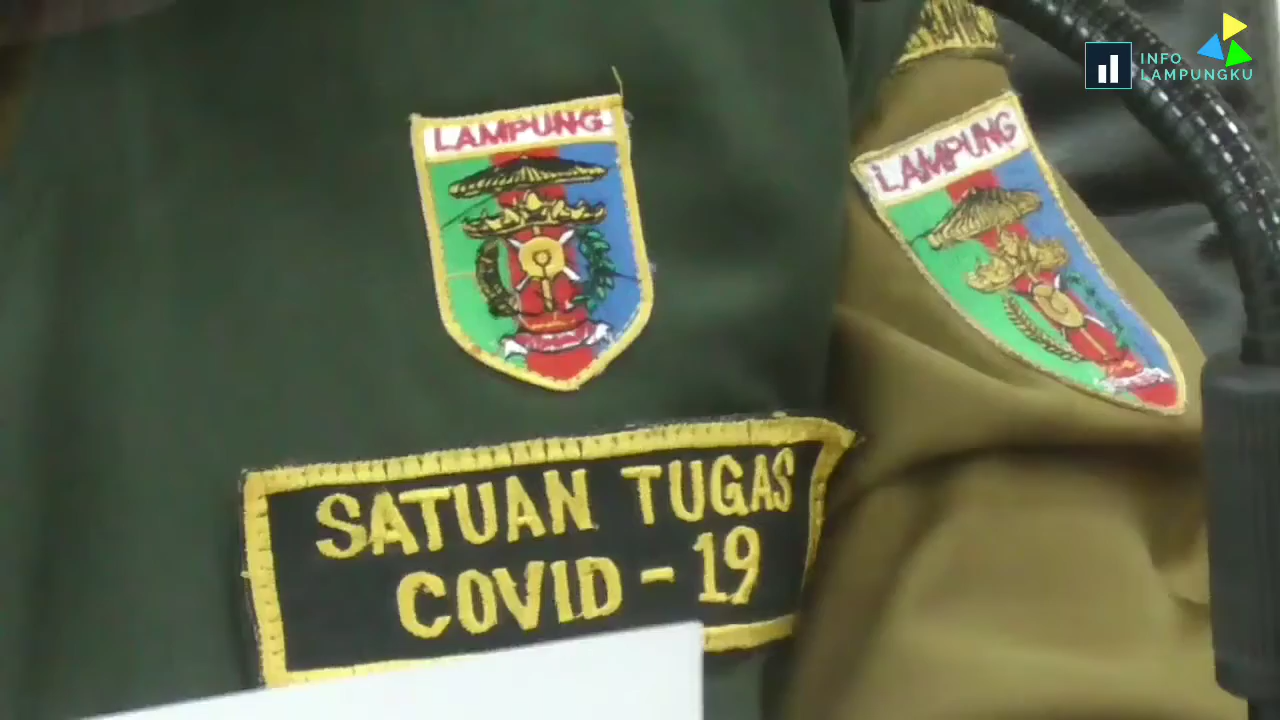 INFO
LAMPUNGKU
LAMPUNG
LAMPUNG
SATUAN TUGAS
COVID - 19